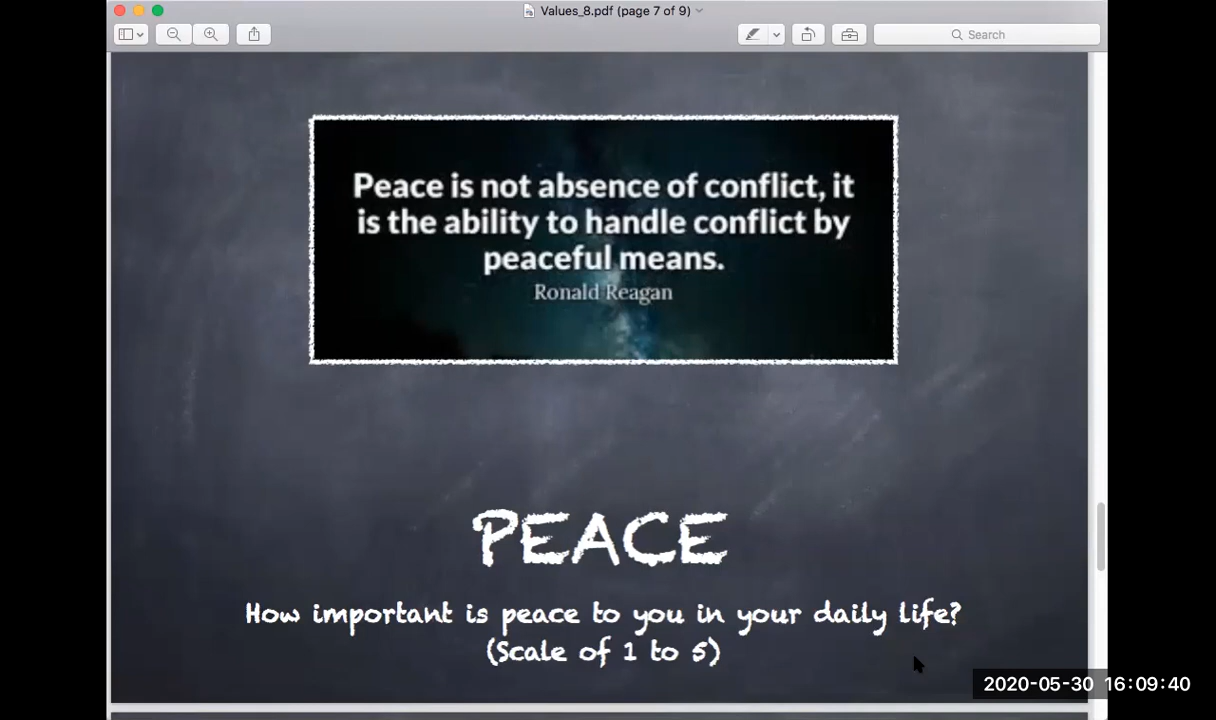 Values_8.pdf (page 7 of 9)
Search
Peace is not absence of conflict, it
is the ability to handle conflict by
peaceful means.
Ronald Reagan
PEACE
How important is peace to you in your daily life?
(Scale of 1 to 5)
2020-05-30 16:09:40